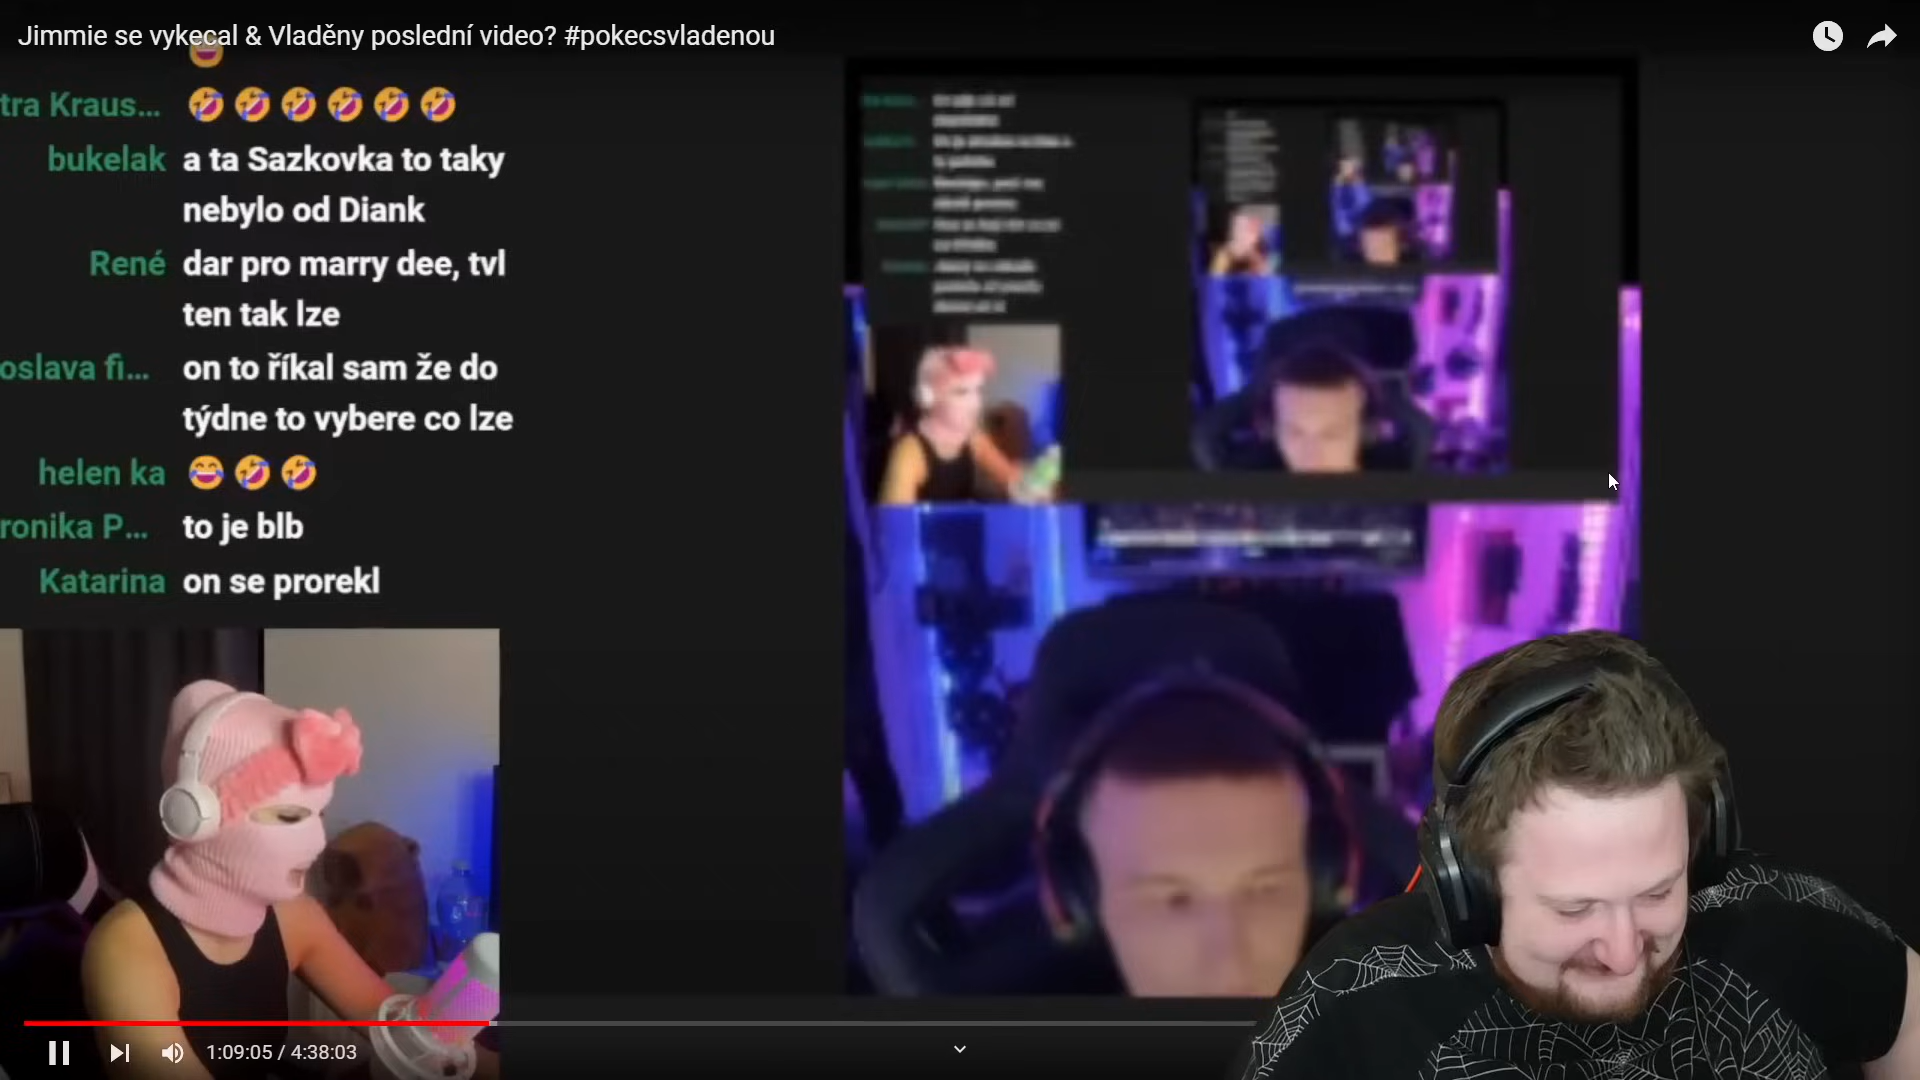 Jimmie se vykecal & Vladěny poslední video? #pokecsvladenou
tra Kraus... 🤣🤣🤣🤣🤣🤣
bukelak a ta Sazkovka to taky
nebylo od Diank
René dar pro marry dee, tvl
ten tak lze
oslava fi... on to říkal sam že do
týdne to vybere co lze
helen ka 😂🤣🤣
ronika P... to je blb
Katarina on se prorekl
1:09:05 / 4:38:03